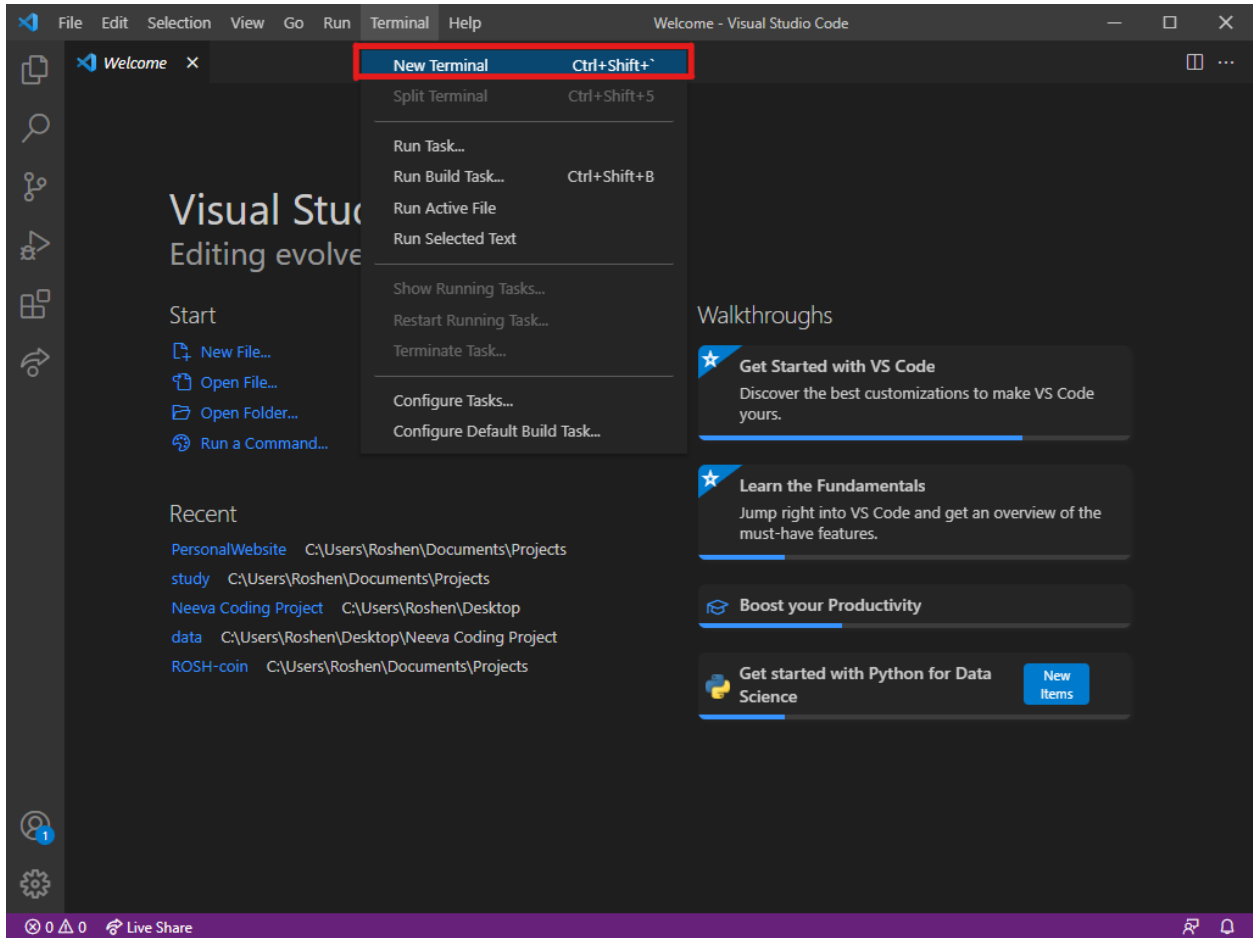 File Edit Selection View Go Run Terminal Help Welcome - Visual Studio Code
Welcome
New Terminal Ctrl+Shift+`
Split Terminal Ctrl+Shift+5
Run Task...
Run Build Task... Ctrl+Shift+B
Run Active File
Run Selected Text
Show Running Tasks...
Restart Running Task...
Terminate Task...
Configure Tasks...
Configure Default Build Task...
Visual Stu
Editing evolve
Start
New File...
Open File...
Open Folder...
Run a Command...
Recent
PersonalWebsite C:\Users\Roshen\Documents\Projects
study C:\Users\Roshen\Documents\Projects
Neeva Coding Project C:\Users\Roshen\Desktop
data C:\Users\Roshen\Desktop\Neeva Coding Project
ROSH-coin C:\Users\Roshen\Documents\Projects
Walkthroughs
Get Started with VS Code
Discover the best customizations to make VS Code
yours.
Learn the Fundamentals
Jump right into VS Code and get an overview of the
must-have features.
Boost your Productivity
Get started with Python for Data
Science
New
Items
1
0 0 Live Share